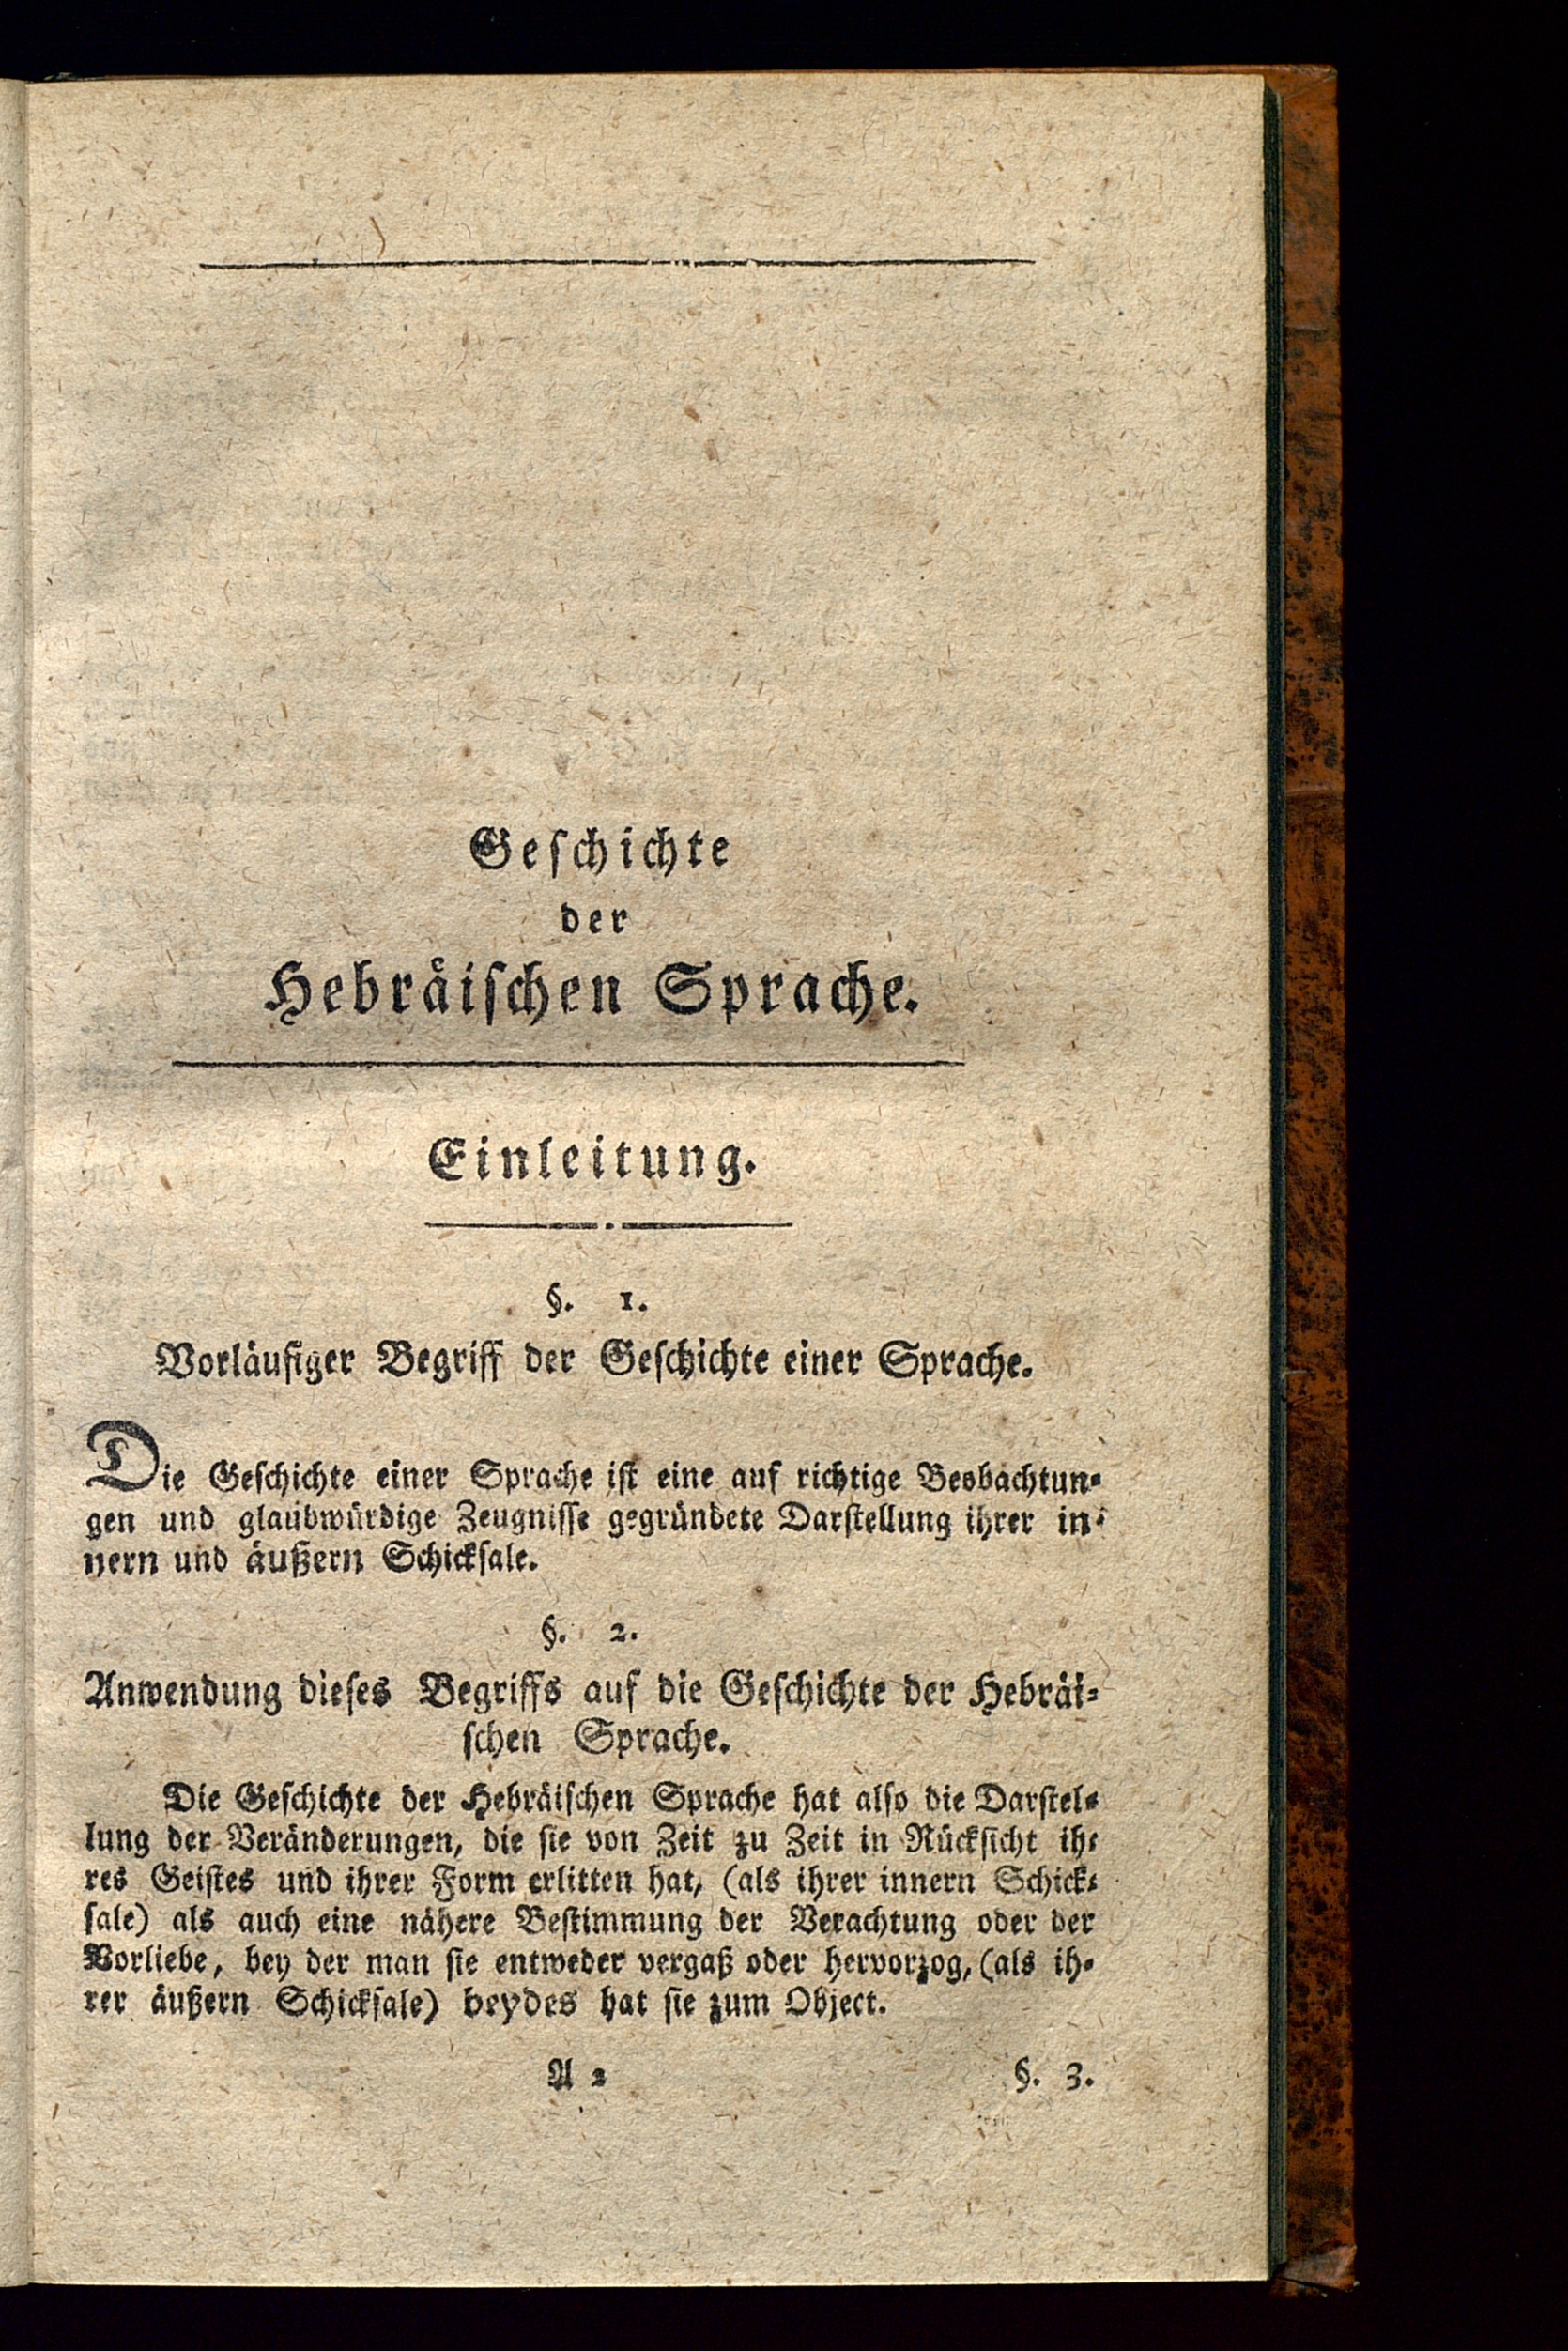 Geschichte
der
Hebräischen Sprache.
Einleitung.
§. 1.
Vorläufiger Begriff der Geschichte einer Sprache.
Die Geschichte einer Sprache ist eine auf richtige Beobachtun-
gen und glaubwürdige Zeugnisse gegründete Darstellung ihrer in-
nern und äußern Schicksale.
§. 2.
Anwendung dieses Begriffs auf die Geschichte der Hebräi-
schen Sprache.
Die Geschichte der Hebräischen Sprache hat also die Darstel-
lung der Veränderungen, die sie von Zeit zu Zeit in Rücksicht ih-
res Geistes und ihrer Form erlitten hat, (als ihrer innern Schick-
sale) als auch eine nähere Bestimmung der Verachtung oder der
Vorliebe, bey der man sie entweder vergaß oder hervorzog, (als ih-
rer äußern Schicksale) beydes hat sie zum Object.
A 2
§. 3.